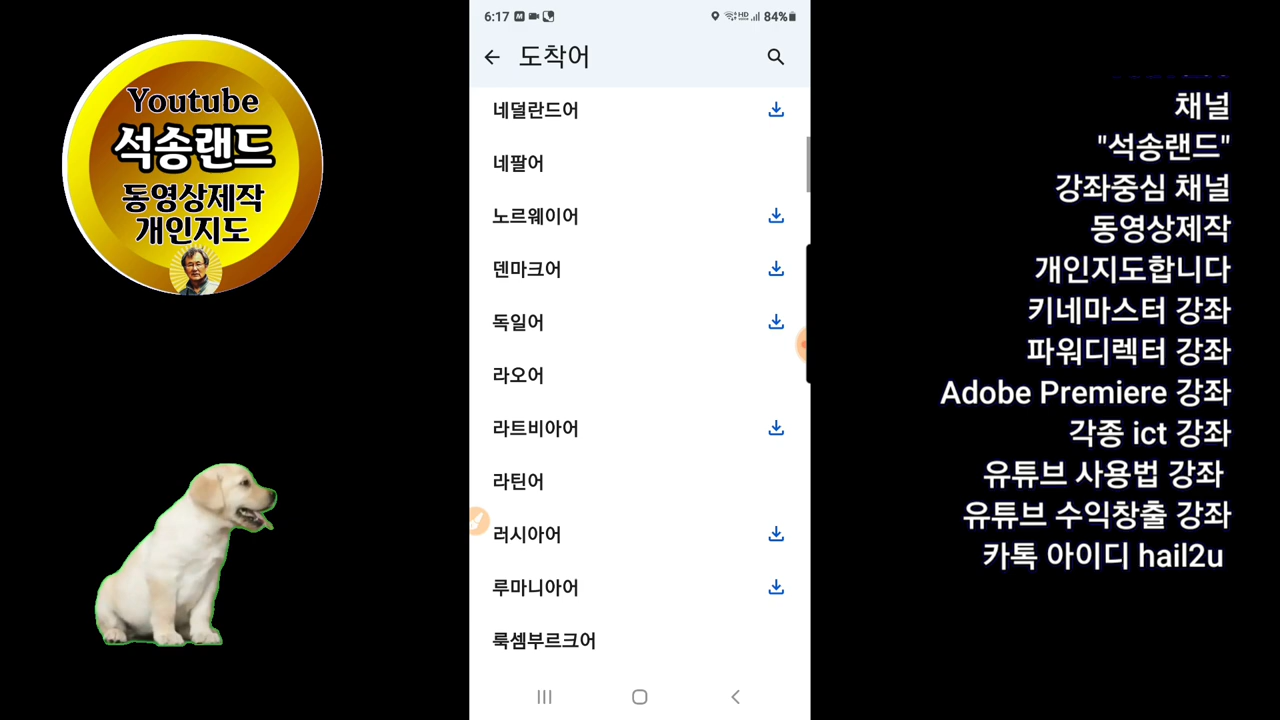 Youtube
석송랜드
동영상제작
개인지도
6:17
84%
도착어
네덜란드어
네팔어
노르웨이어
덴마크어
독일어
라오어
라트비아어
라틴어
러시아어
루마니아어
룩셈부르크어
채널
"석송랜드"
강좌중심 채널
동영상제작
개인지도합니다
키네마스터 강좌
파워디렉터 강좌
Adobe Premiere 강좌
각종 ict 강좌
유튜브 사용법 강좌
유튜브 수익창출 강좌
카톡 아이디 hail2u